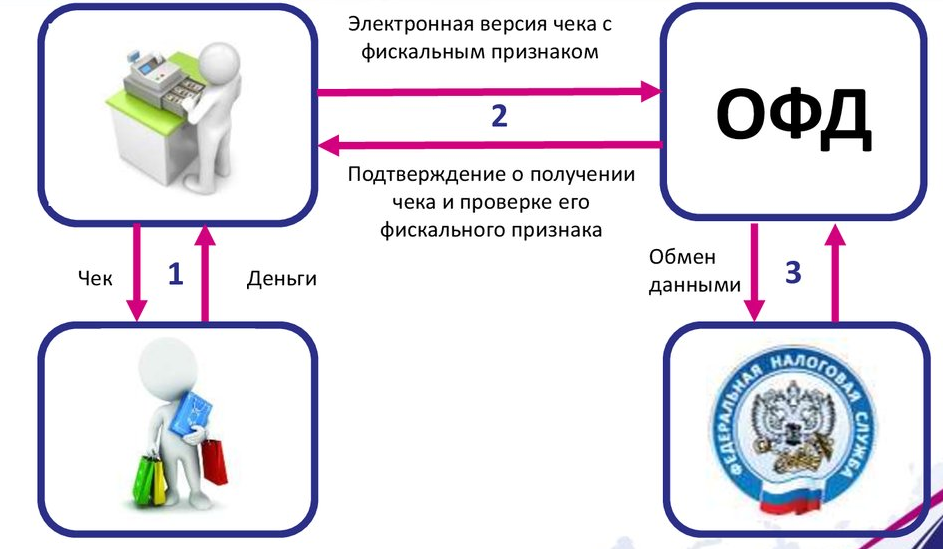 Электронная версия чека с
фискальным признаком
2
ОФД
Подтверждение о получении
чека и проверке его
фискального признака
Чек
1
Деньги
Обмен
данными
3
ФЕДЕРАЛЬНАЯ НАЛОГОВАЯ СЛУЖБА